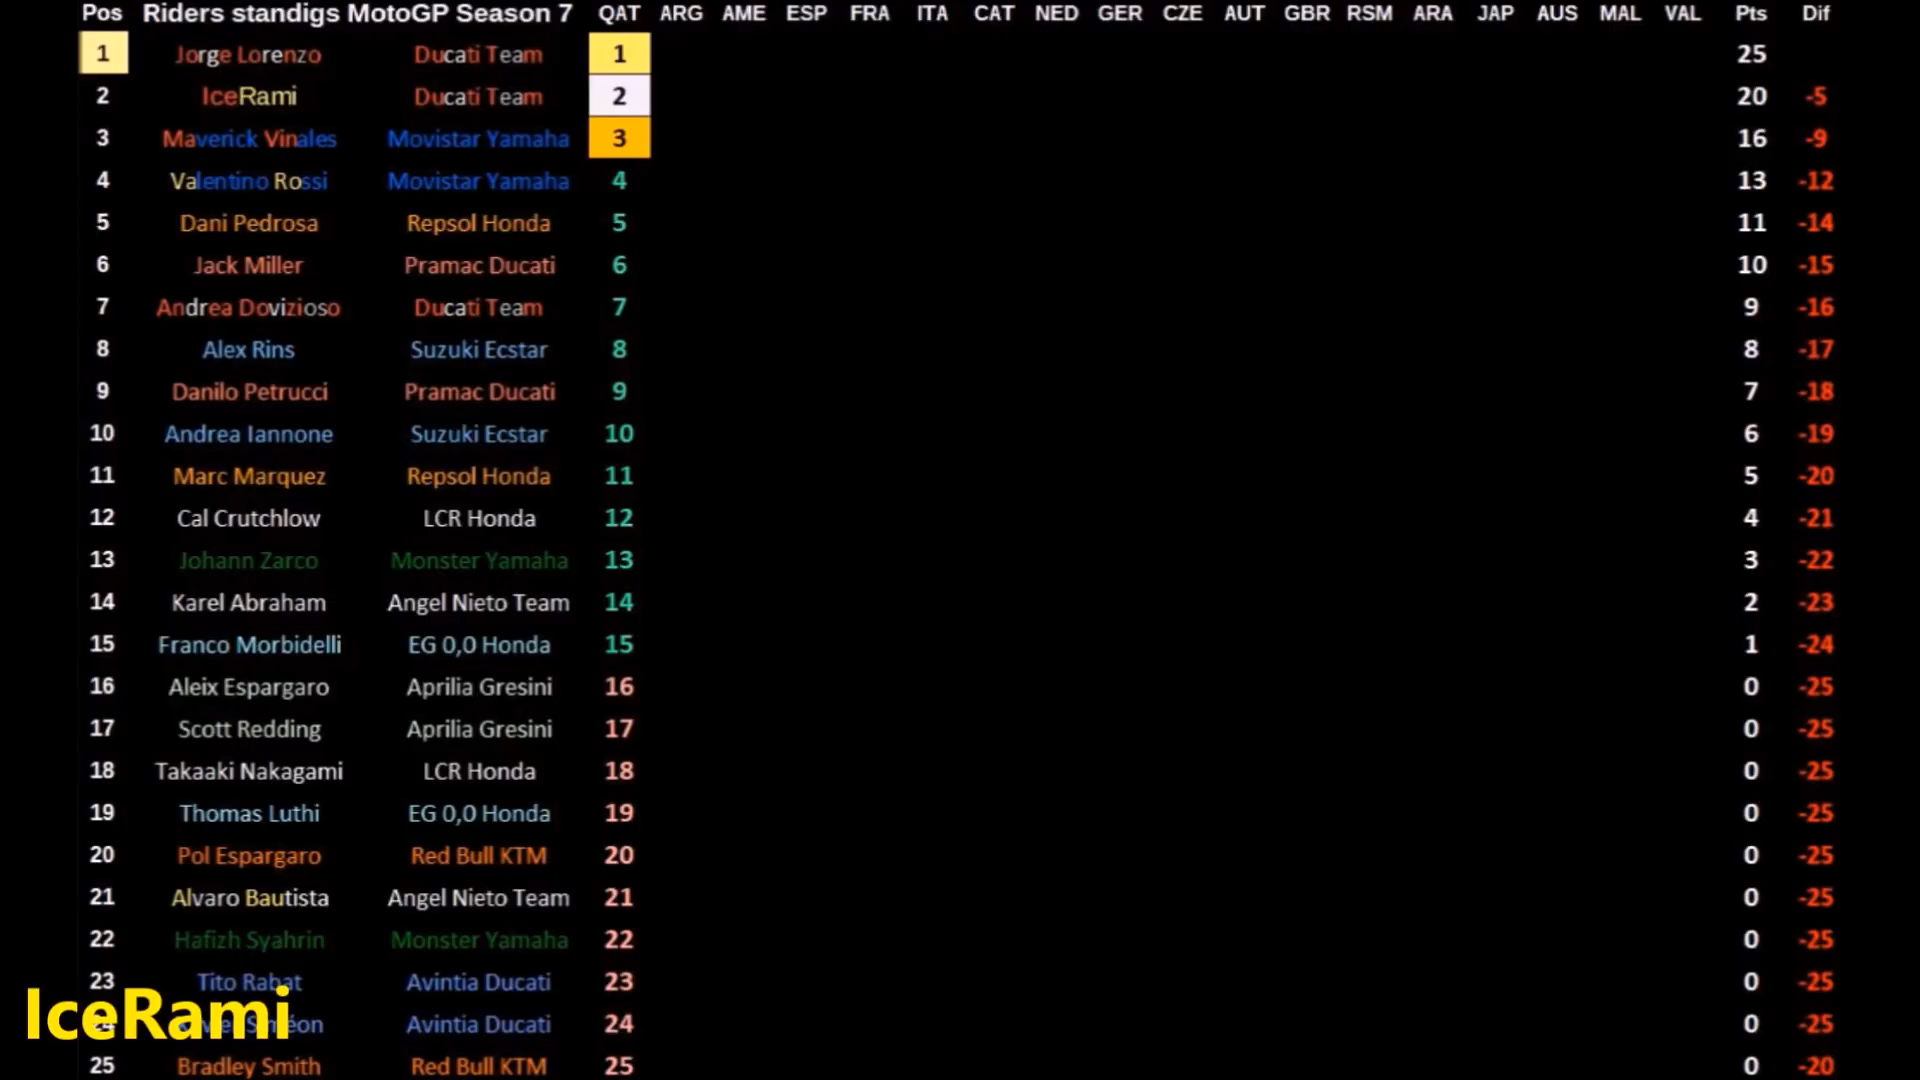 Pos Riders standigs MotoGP Season 7 QAT ARG AME ESP FRA ITA CAT NED GER CZE AUT GBR RSM ARA JAP AUS MAL VAL Pts Dif
1 Jorge Lorenzo Ducati Team 1 25
2 IceRami Ducati Team 2 20 -5
3 Maverick Vinales Movistar Yamaha 3 16 -9
4 Valentino Rossi Movistar Yamaha 4 13 -12
5 Dani Pedrosa Repsol Honda 5 11 -14
6 Jack Miller Pramac Ducati 6 10 -15
7 Andrea Dovizioso Ducati Team 7 9 -16
8 Alex Rins Suzuki Ecstar 8 8 -17
9 Danilo Petrucci Pramac Ducati 9 7 -18
10 Andrea Iannone Suzuki Ecstar 10 6 -19
11 Marc Marquez Repsol Honda 11 5 -20
12 Cal Crutchlow LCR Honda 12 4 -21
13 Johann Zarco Monster Yamaha 13 3 -22
14 Karel Abraham Angel Nieto Team 14 2 -23
15 Franco Morbidelli EG 0,0 Honda 15 1 -24
16 Aleix Espargaro Aprilia Gresini 16 0 -25
17 Scott Redding Aprilia Gresini 17 0 -25
18 Takaaki Nakagami LCR Honda 18 0 -25
19 Thomas Luthi EG 0,0 Honda 19 0 -25
20 Pol Espargaro Red Bull KTM 20 0 -25
21 Alvaro Bautista Angel Nieto Team 21 0 -25
22 Hafizh Syahrin Monster Yamaha 22 0 -25
23 Tito Rabat Avintia Ducati 23 0 -25
IceRami
Avintia Ducati 24 0 -25
25 Bradley Smith Red Bull KTM 25 0 -20